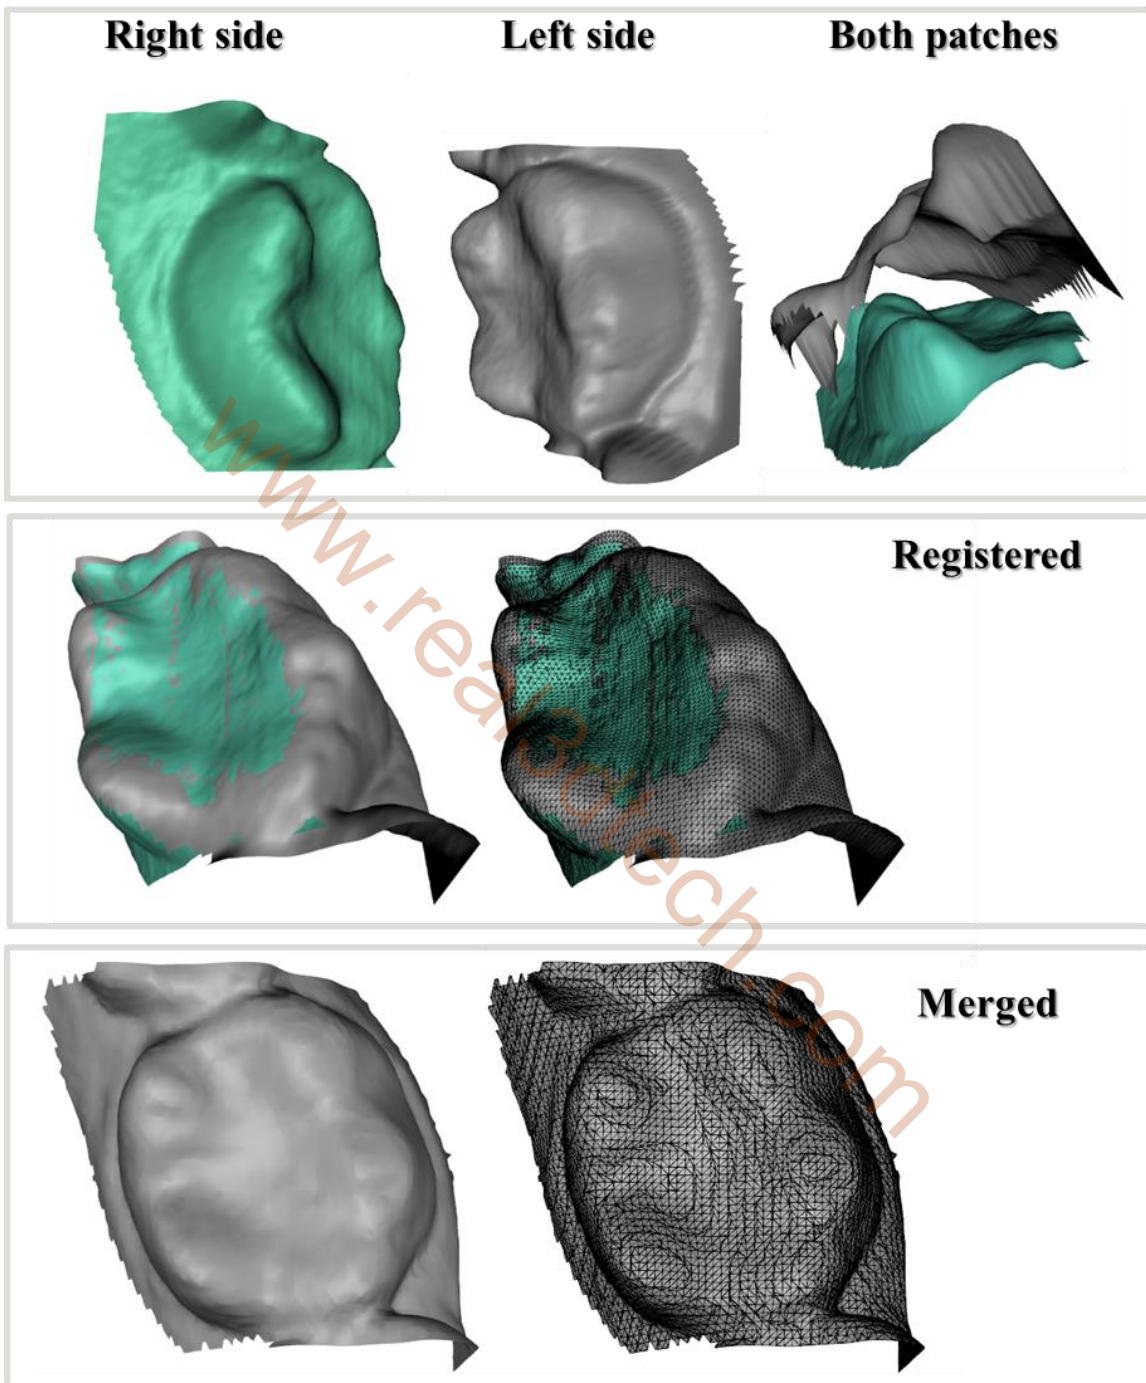 Right side
Left side
Both patches
Registered
Merged
www.real3dtech.com